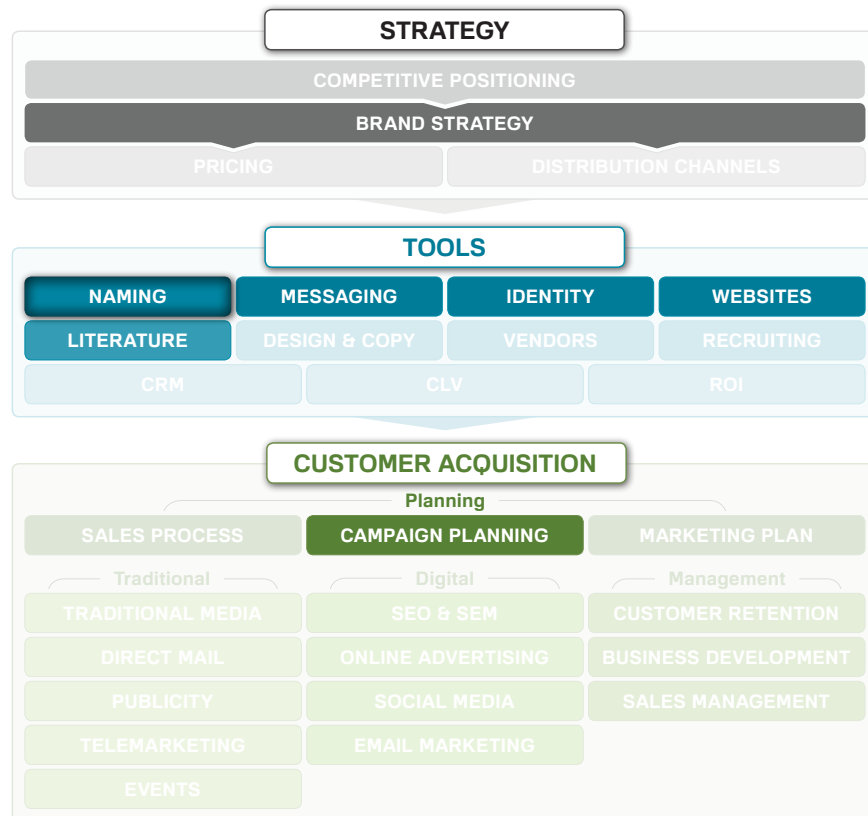 STRATEGY
COMPETITIVE POSITIONING
BRAND STRATEGY
PRICING DISTRIBUTION CHANNELS
TOOLS
NAMING MESSAGING IDENTITY WEBSITES
LITERATURE DESIGN & COPY VENDORS RECRUITING
CRM CLV ROI
CUSTOMER ACQUISITION
Planning
SALES PROCESS CAMPAIGN PLANNING MARKETING PLAN
Traditional Digital Management
TRADITIONAL MEDIA SEO & SEM CUSTOMER RETENTION
DIRECT MAIL ONLINE ADVERTISING BUSINESS DEVELOPMENT
PUBLICITY SOCIAL MEDIA SALES MANAGEMENT
TELEMARKETING EMAIL MARKETING
EVENTS